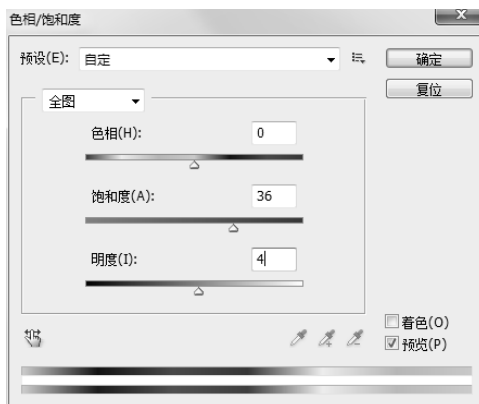 色相/饱和度
预设(E): 自定
确定
复位
全图
色相(H): 0
饱和度(A): 36
明度(I): 4
着色(O)
预览(P)